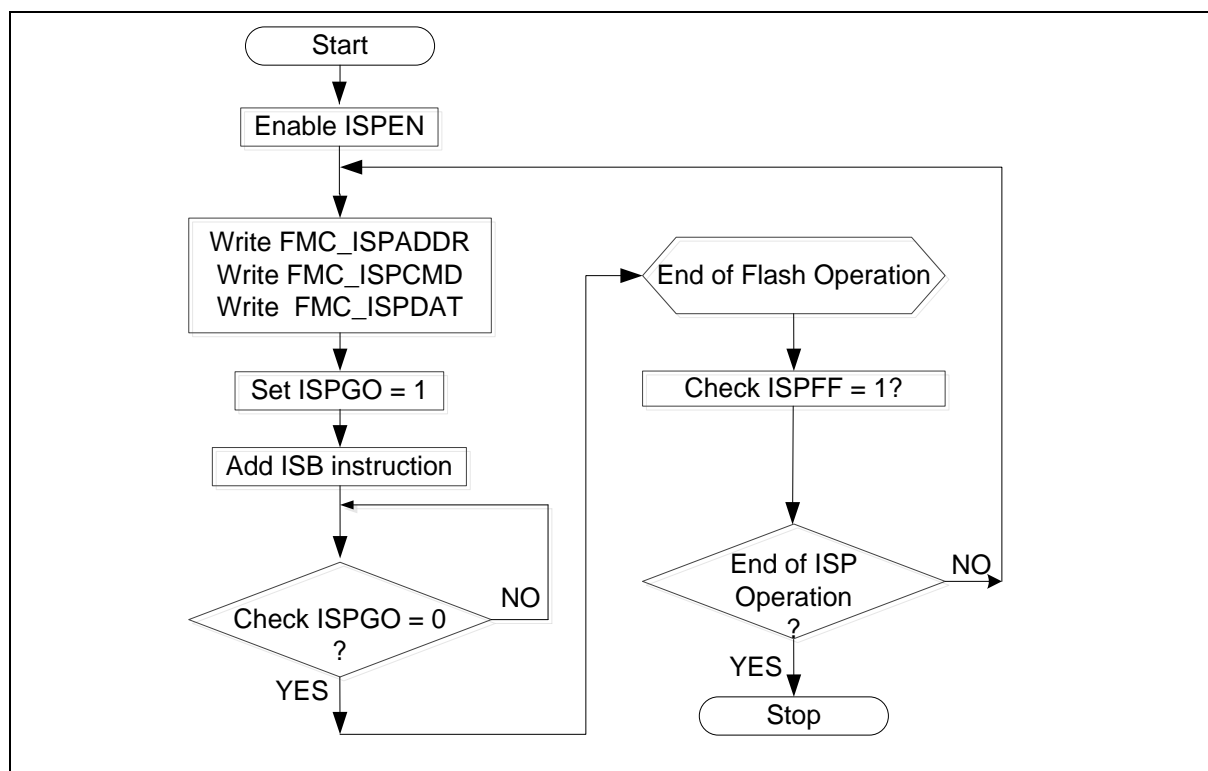 Start
Enable ISPEN
Write FMC_ISPADDR
Write FMC_ISPCMD
Write  FMC_ISPDAT
Set ISPGO = 1
Add ISB instruction
Check ISPGO = 0
?
NO
YES
End of Flash Operation
Check ISPFF = 1?
End of ISP
Operation
?
NO
YES
Stop